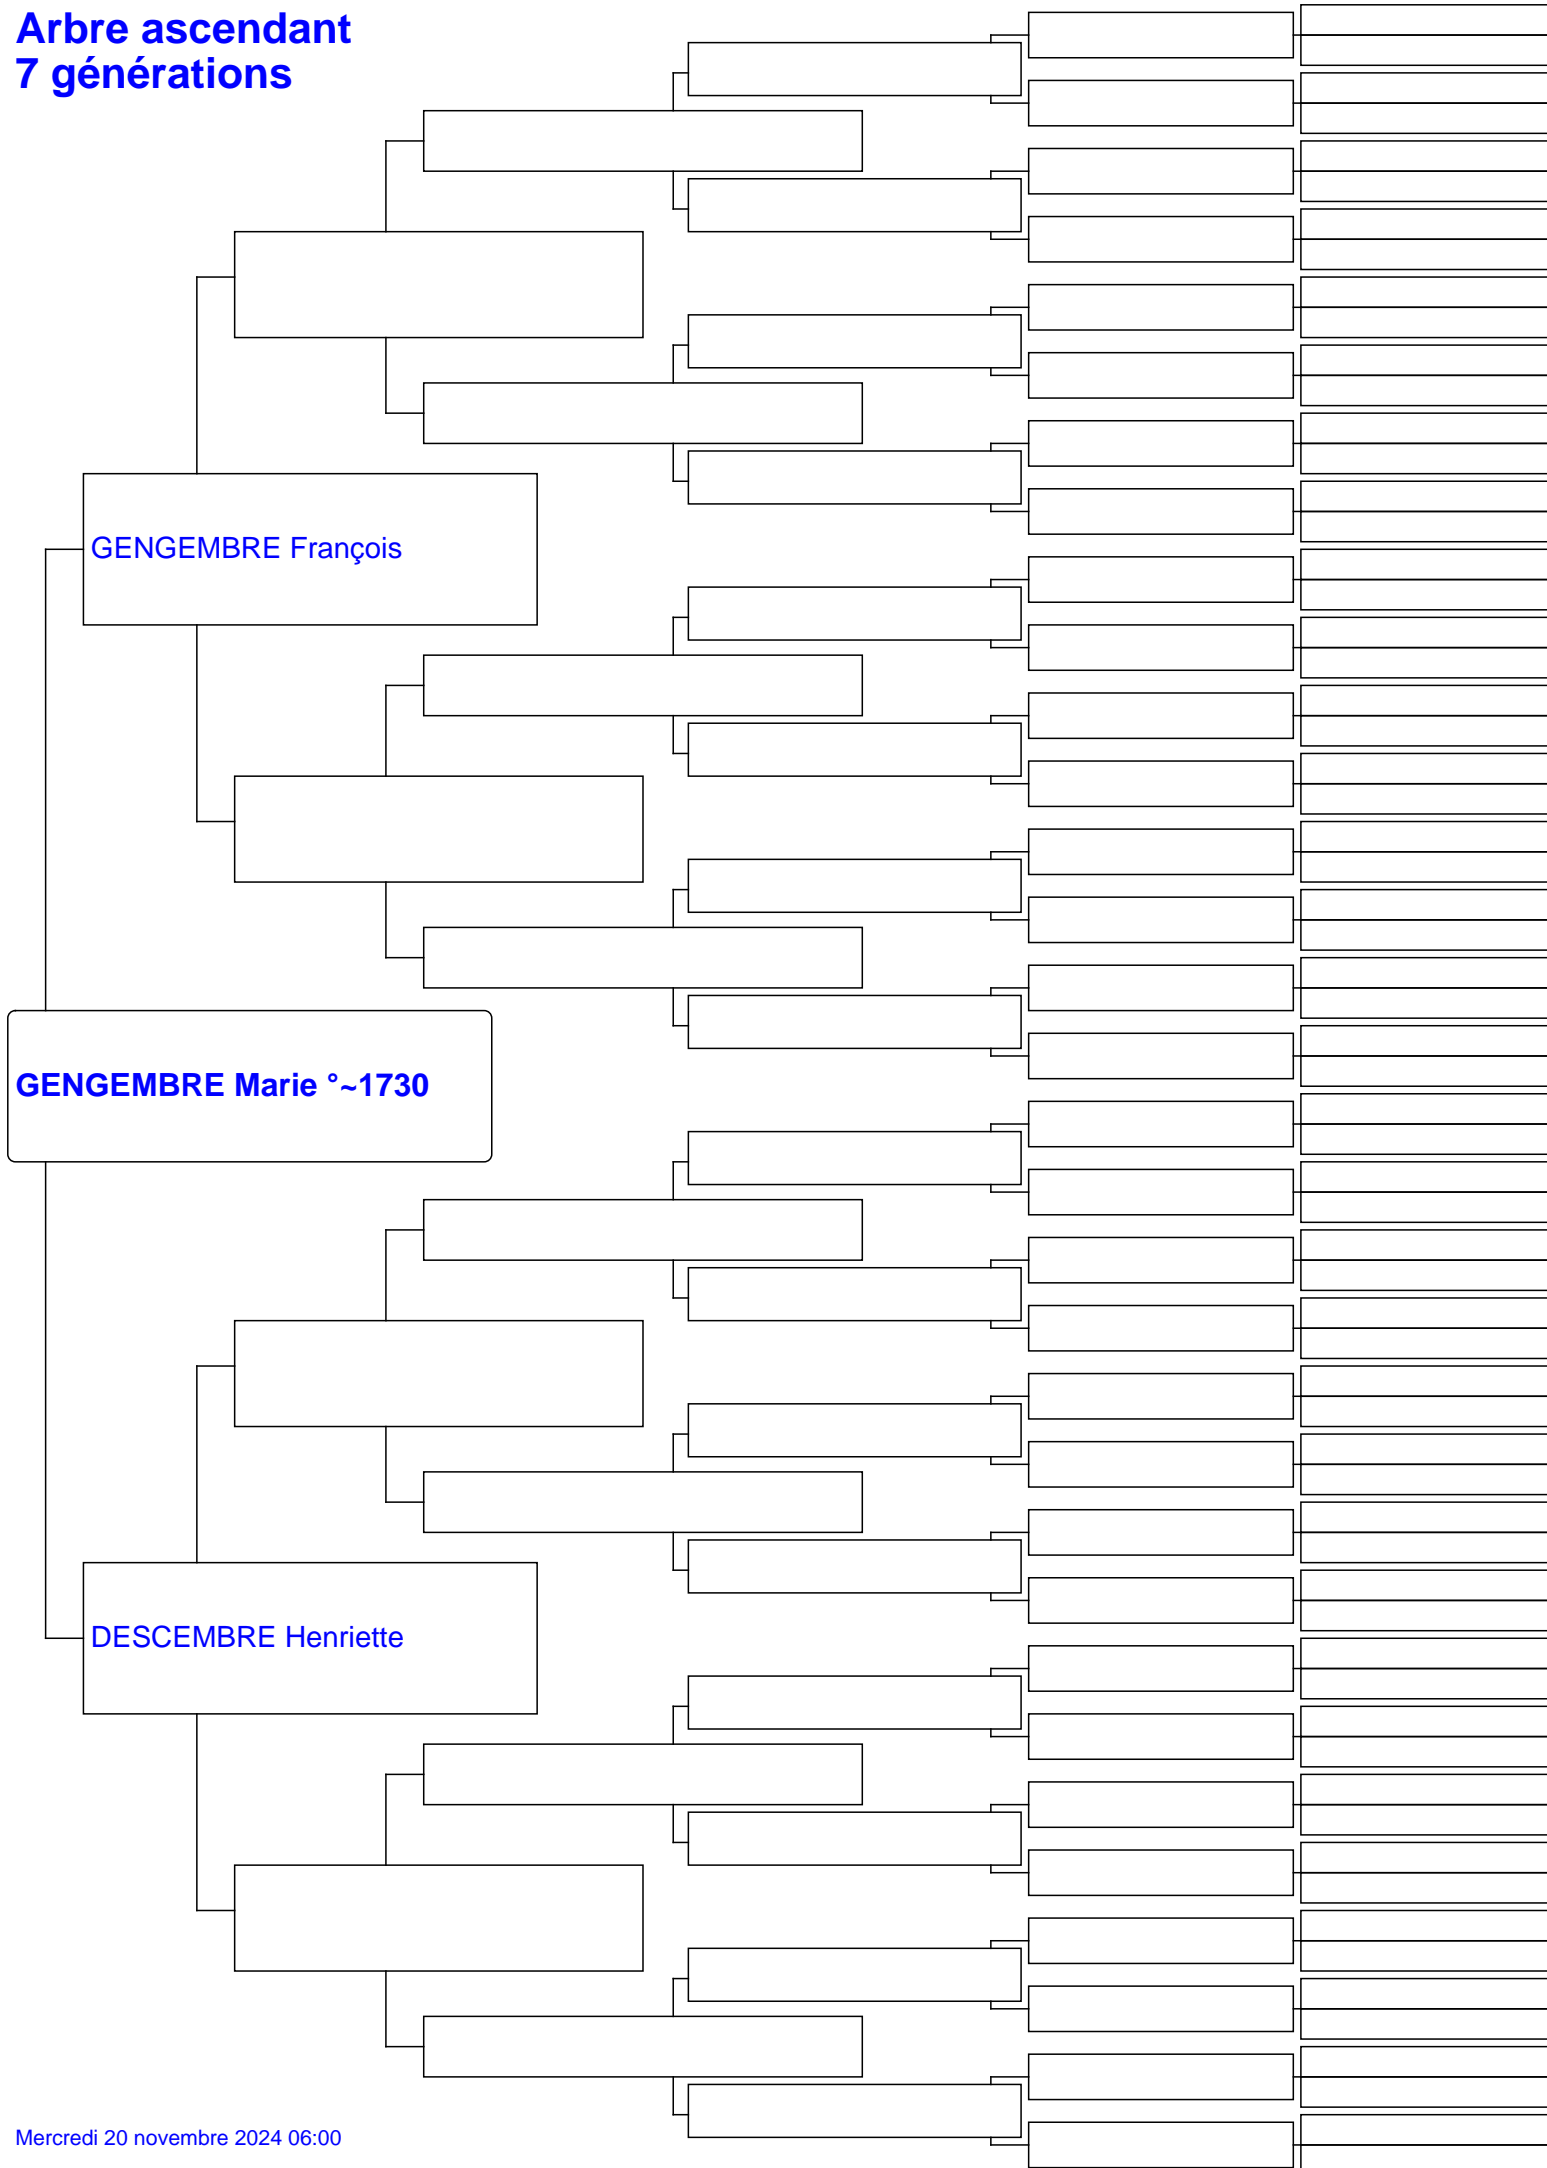 Arbre ascendant
7 générations
GENGEMBRE François
GENGEMBRE Marie °~1730
DESCEMBRE Henriette
Mercredi 20 novembre 2024 06:00